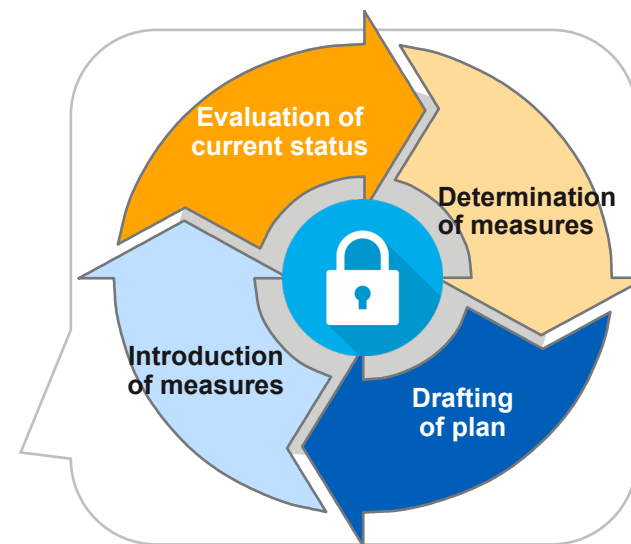 Evaluation of
current status
Determination
of measures
Drafting
of plan
Introduction
of measures